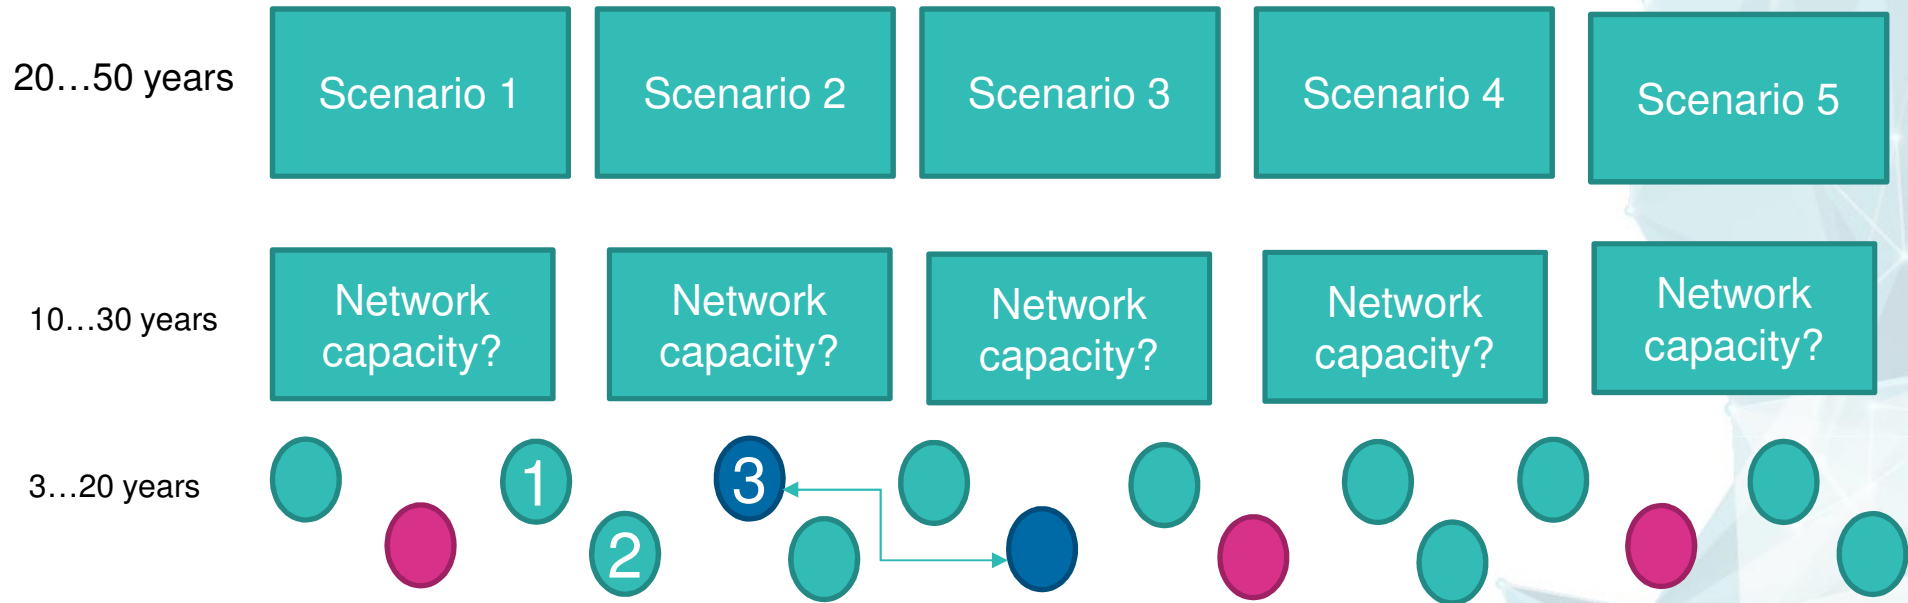 20…50 years
Scenario 1
Scenario 2
Scenario 3
Scenario 4
Scenario 5
10…30 years
Network
capacity?
Network
capacity?
Network
capacity?
Network
capacity?
Network
capacity?
3…20 years
1
2
3